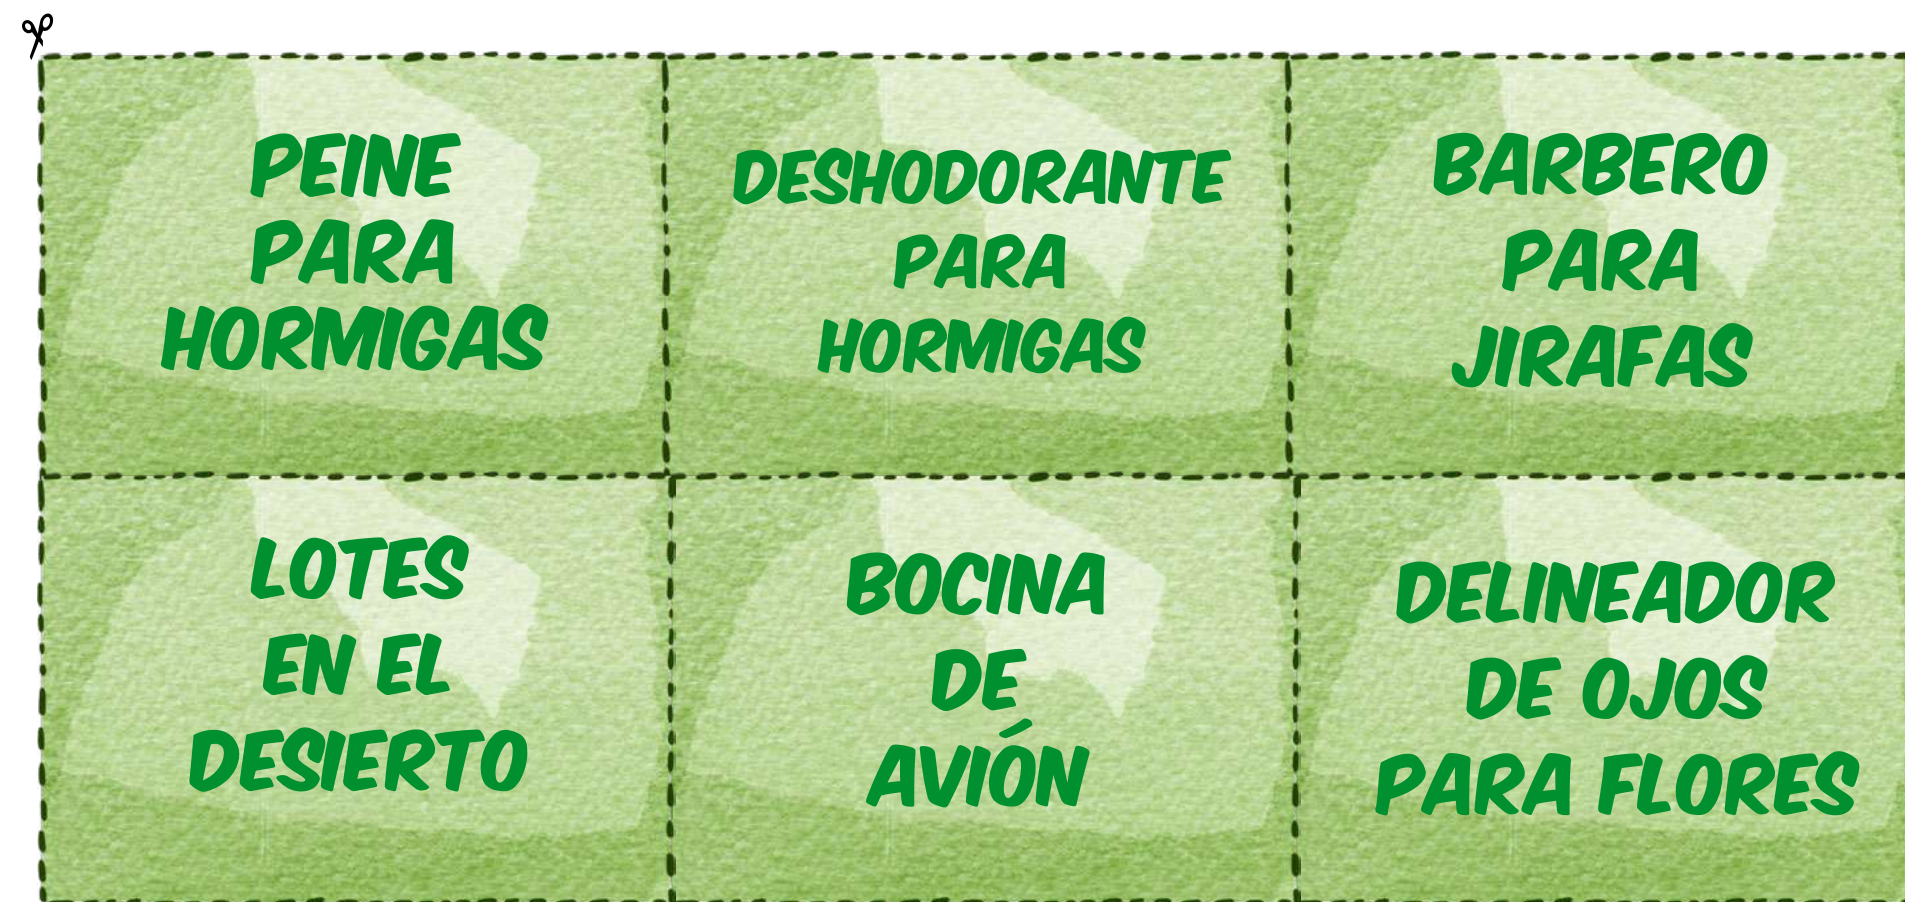 PEINE
PARA
HORMIGAS
DESHODORANTE
PARA
HORMIGAS
BARBERO
PARA
JIRAFAS
LOTES
EN EL
DESIERTO
BOCINA
DE
AVIÓN
DELINEADOR
DE OJOS
PARA FLORES